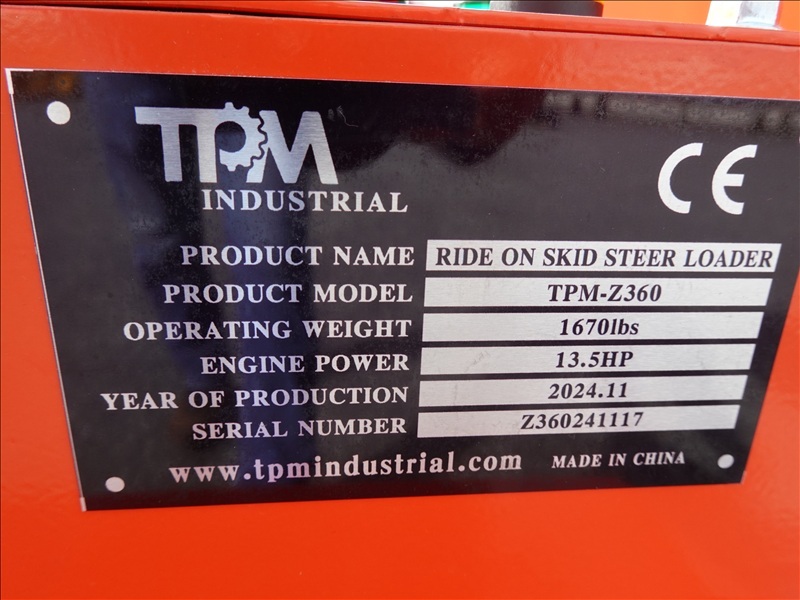 TPM
INDUSTRIAL
CE
PRODUCT NAME RIDE ON SKID STEER LOADER
PRODUCT MODEL TPM-Z360
OPERATING WEIGHT 1670lbs
ENGINE POWER 13.5HP
YEAR OF PRODUCTION 2024.11
SERIAL NUMBER Z360241117
www.tpmindustrial.com MADE IN CHINA